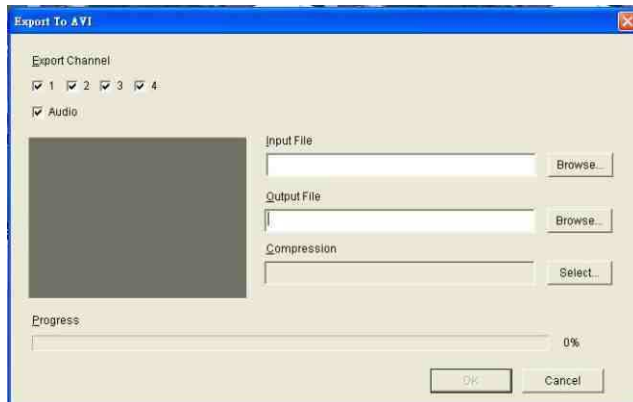 Export To AVI
Export Channel
1 2 3 4
Audio
Input File
Browse...
Output File
Browse...
Compression
Select...
Progress
0%
OK
Cancel